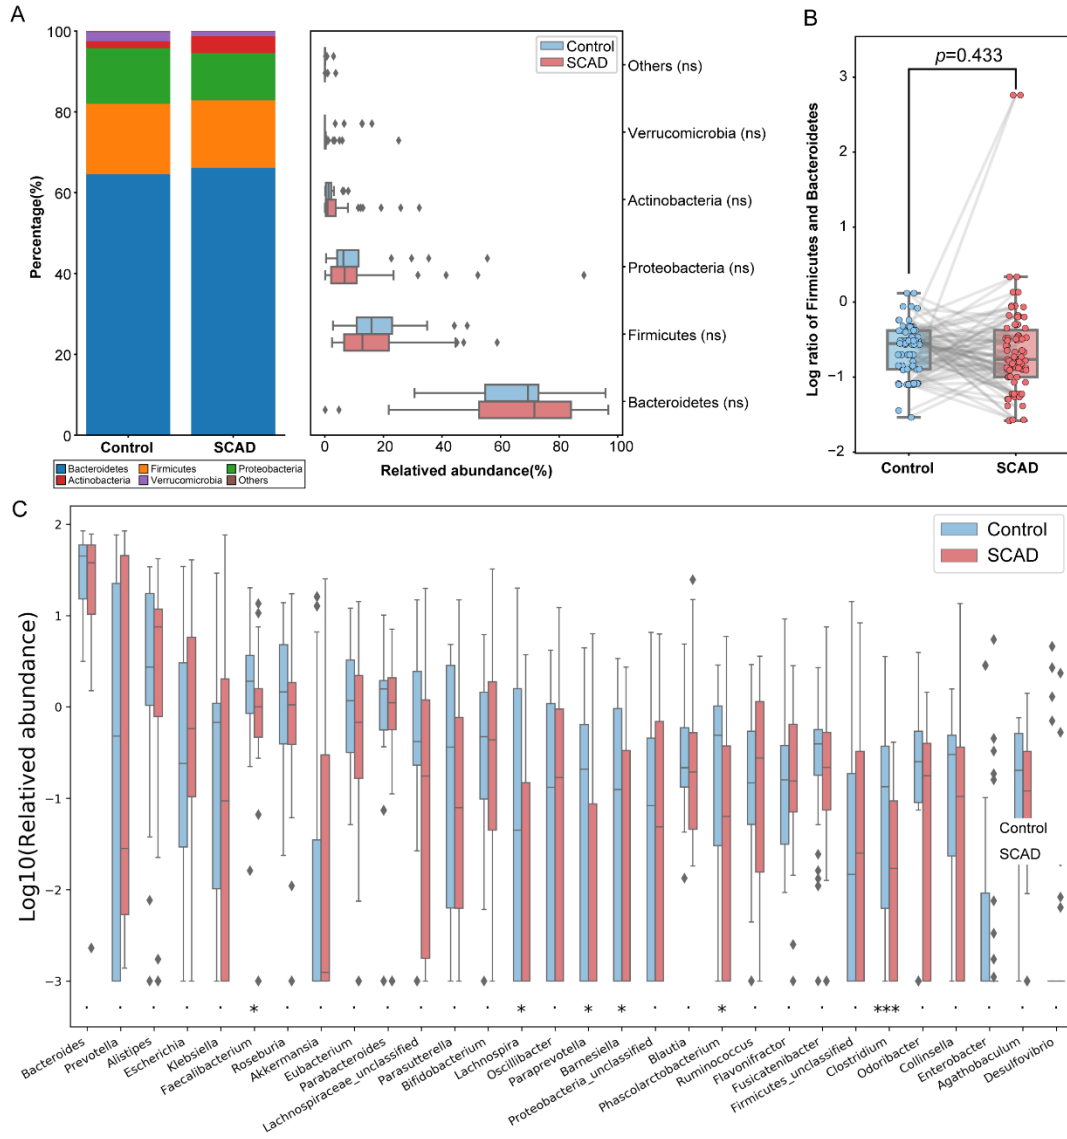 A
100
80
60
40
20
0
Percentage(%)
Control
SCAD
Bacteroidetes
Firmicutes
Proteobacteria
Actinobacteria
Verrucomicrobia
Others
Control
SCAD
Others (ns)
Verrucomicrobia (ns)
Actinobacteria (ns)
Proteobacteria (ns)
Firmicutes (ns)
Bacteroidetes (ns)
0
20
40
60
80
100
Relatived abundance(%)
B
p=0.433
3
2
1
0
−1
−2
Log ratio of Firmicutes and Bacteroidetes
Control
SCAD
C
2
1
0
−1
−2
−3
Log10(Relatived abundance)
Control
SCAD
Control
SCAD
*
*
*
*
*
***
Bacteroides
Prevotella
Alistipes
Escherichia
Klebsiella
Faecalibacterium
Roseburia
Akkermansia
Eubacterium
Parabacteroides
Lachnospiraceae_unclassified
Parasutterella
Bifidobacterium
Lachnospira
Oscillibacter
Paraprevotella
Barnesiella
Proteobacteria_unclassified
Blautia
Phascolarctobacterium
Ruminococcus
Flavonifractor
Fusicatenibacter
Firmicutes_unclassified
Clostridium
Odoribacter
Collinsella
Enterobacter
Agathobaculum
Desulfovibrio